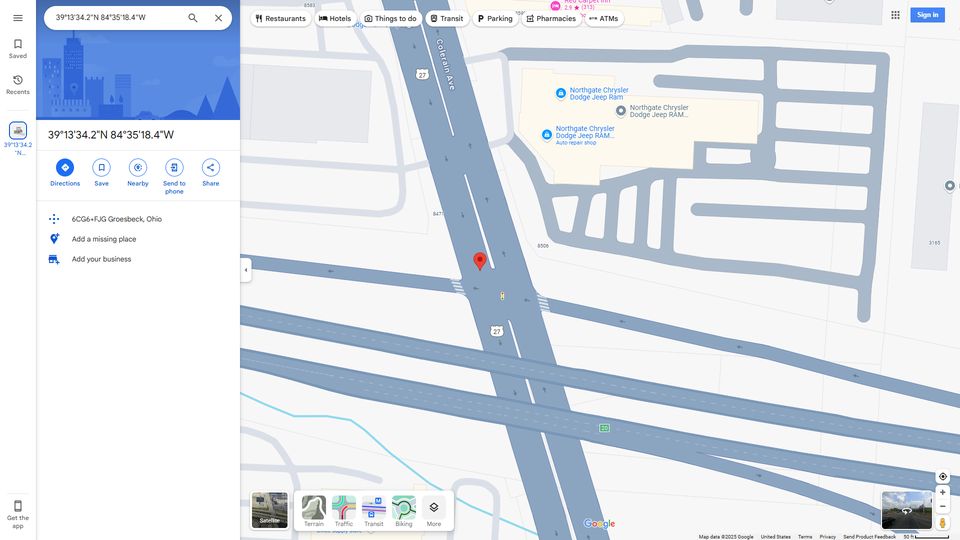 39°13'34.2"N 84°35'18.4"W
Restaurants
Hotels
Things to do
Transit
Parking
Pharmacies
ATMs
Sign in
Saved
Recents
39°13'34.2
"N...
Get the
app
39°13'34.2"N 84°35'18.4"W
Directions
Save
Nearby
Send to
phone
Share
6CG6+FJG Groesbeck, Ohio
Add a missing place
Add your business
8583
Red Carpet Inn
2.9 ★ (313)
Colerain Ave
27
Northgate Chrysler
Dodge Jeep Ram
Northgate Chrysler
Dodge Jeep RAM...
Northgate Chrysler
Dodge Jeep RAM...
Auto repair shop
8506
3165
27
Satellite
Terrain
Traffic
Transit
Biking
More
Google
Map data ©2025 Google
United States
Terms
Privacy
Send Product Feedback
50 ft